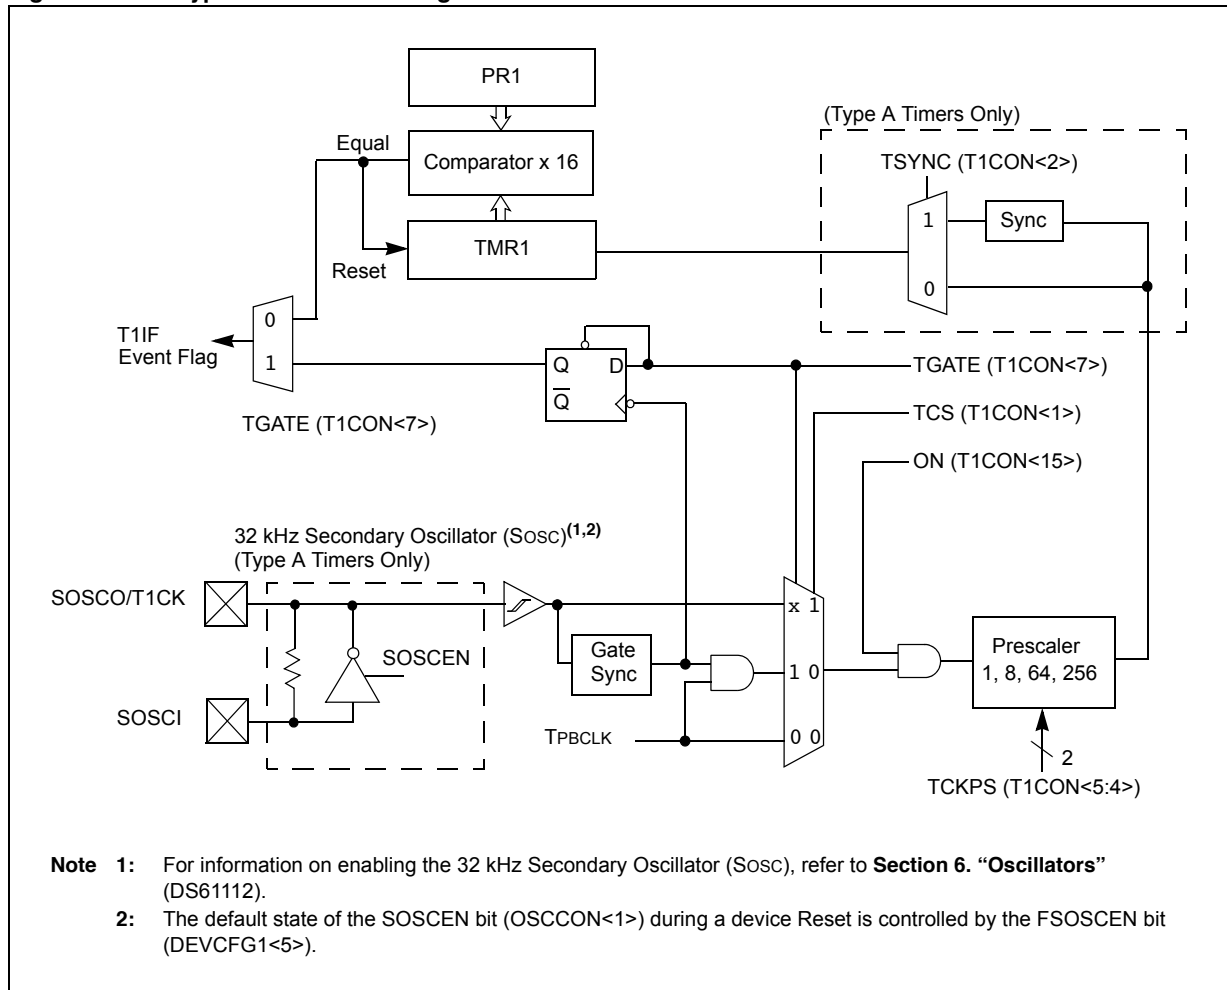 PR1
(Type A Timers Only)
Equal
Comparator x 16
TSYNC (T1CON<2>)
1
Sync
TMR1
Reset
0
0
T1IF
Event Flag
1
Q
D
Q
TGATE (T1CON<7>)
TGATE (T1CON<7>)
TCS (T1CON<1>)
ON (T1CON<15>)
32 kHz Secondary Oscillator (SOSC)(1,2)
(Type A Timers Only)
SOSCO/T1CK
x 1
SOSCEN
Gate
Sync
1 0
Prescaler
1, 8, 64, 256
SOSCI
TPBCLK
0 0
2
TCKPS (T1CON<5:4>)
Note 1: For information on enabling the 32 kHz Secondary Oscillator (SOSC), refer to Section 6. “Oscillators”
(DS61112).
2: The default state of the SOSCEN bit (OSCCON<1>) during a device Reset is controlled by the FSOSCEN bit
(DEVCFG1<5>).